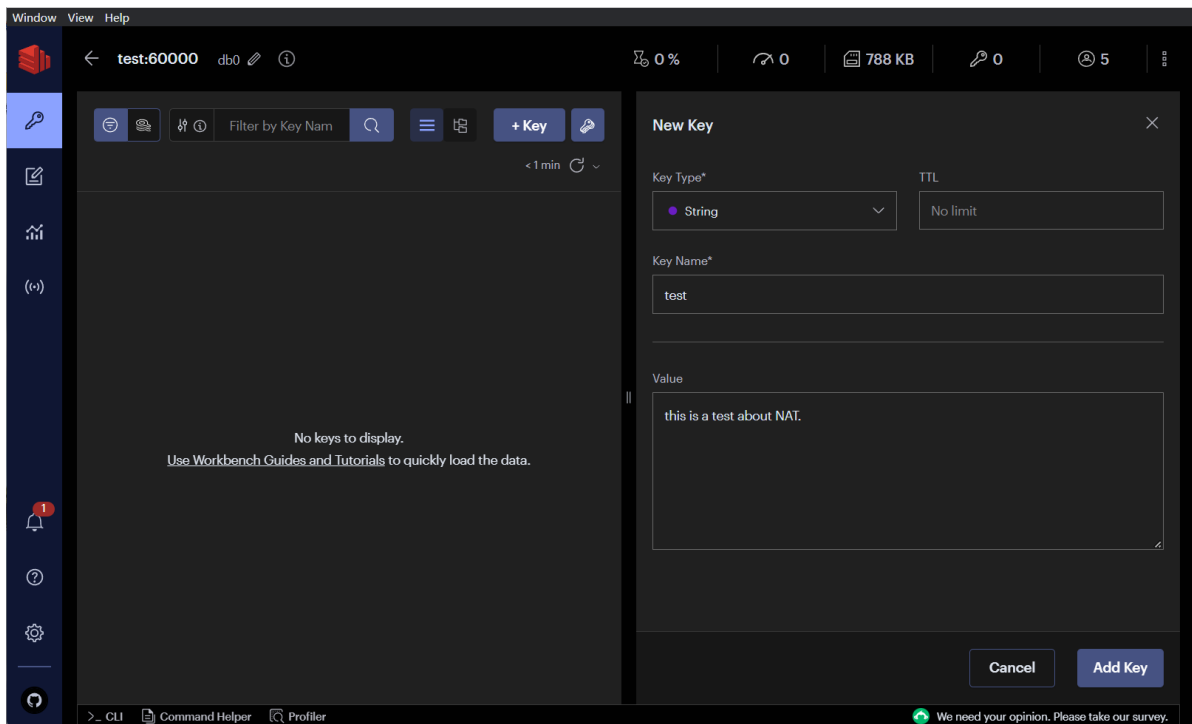 Window View Help
test:60000 db0
0 % 0 788 KB 0 5
Filter by Key Nam
+ Key
< 1 min
No keys to display.
Use Workbench Guides and Tutorials to quickly load the data.
New Key
Key Type*
TTL
String
No limit
Key Name*
test
Value
this is a test about NAT.
Cancel
Add Key
1
>_ CLI Command Helper Profiler
We need your opinion. Please take our survey.